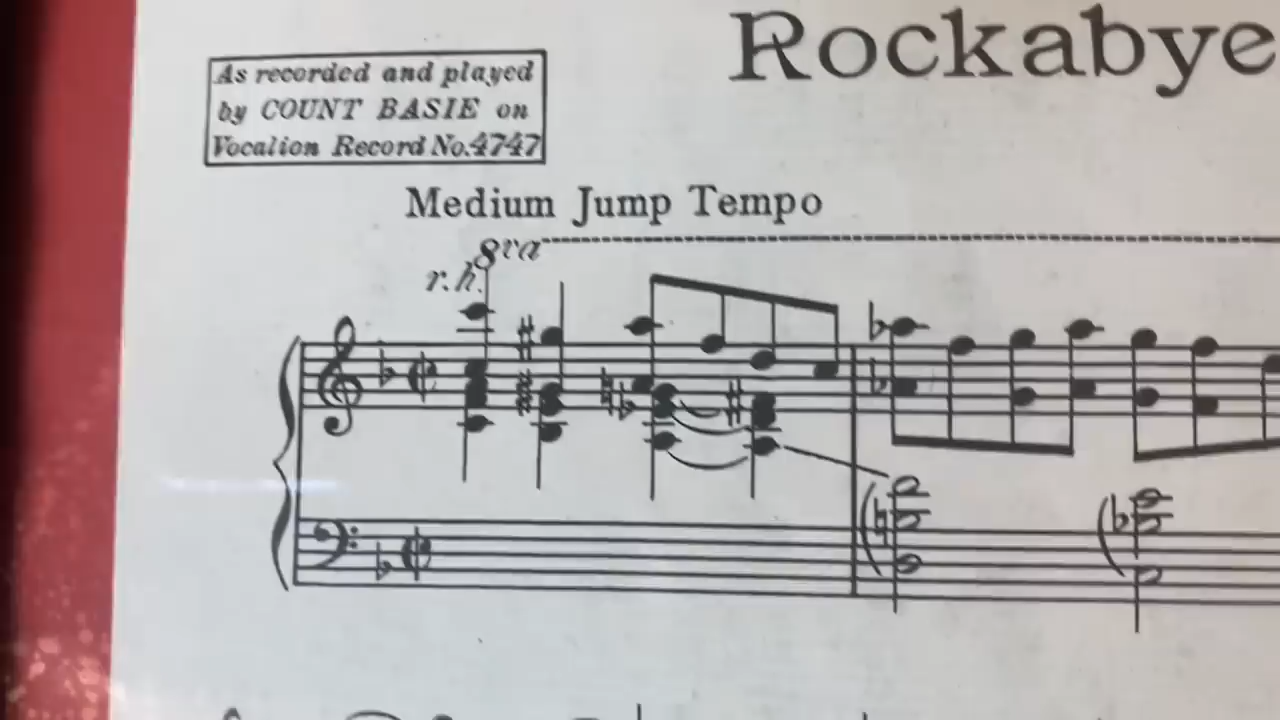 Rockabye
As recorded and played
by COUNT BASIE on
Vocalion Record No.4747
Medium Jump Tempo
8va
r.h.